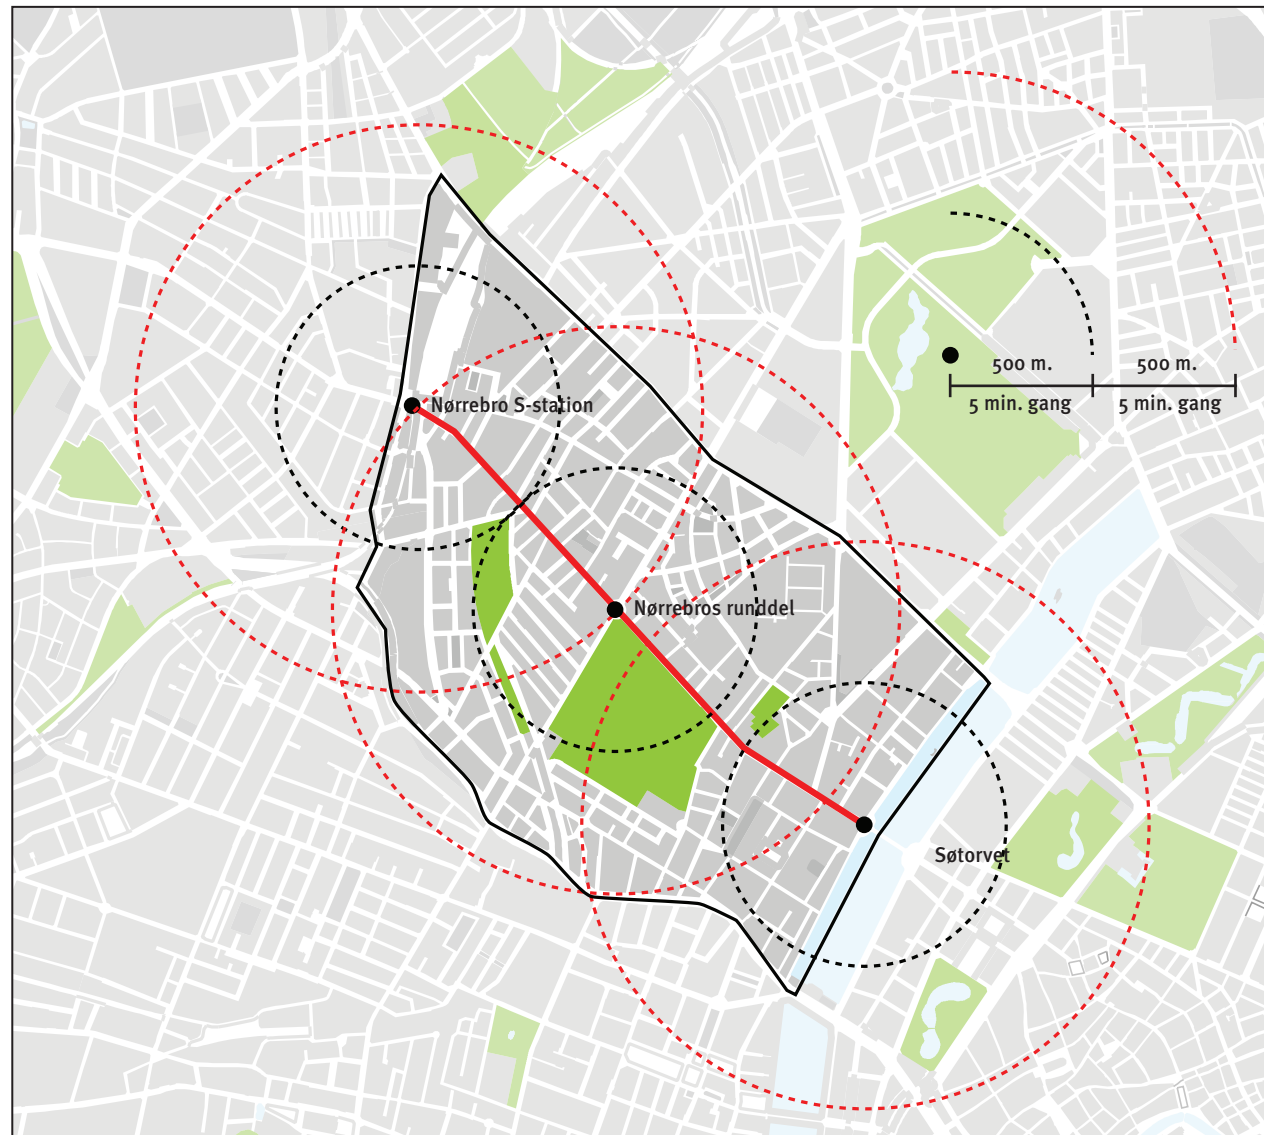 500 m.
500 m.
5 min. gang
5 min. gang
Nørrebro S-station
Nørrebros runddel
Søtorvet